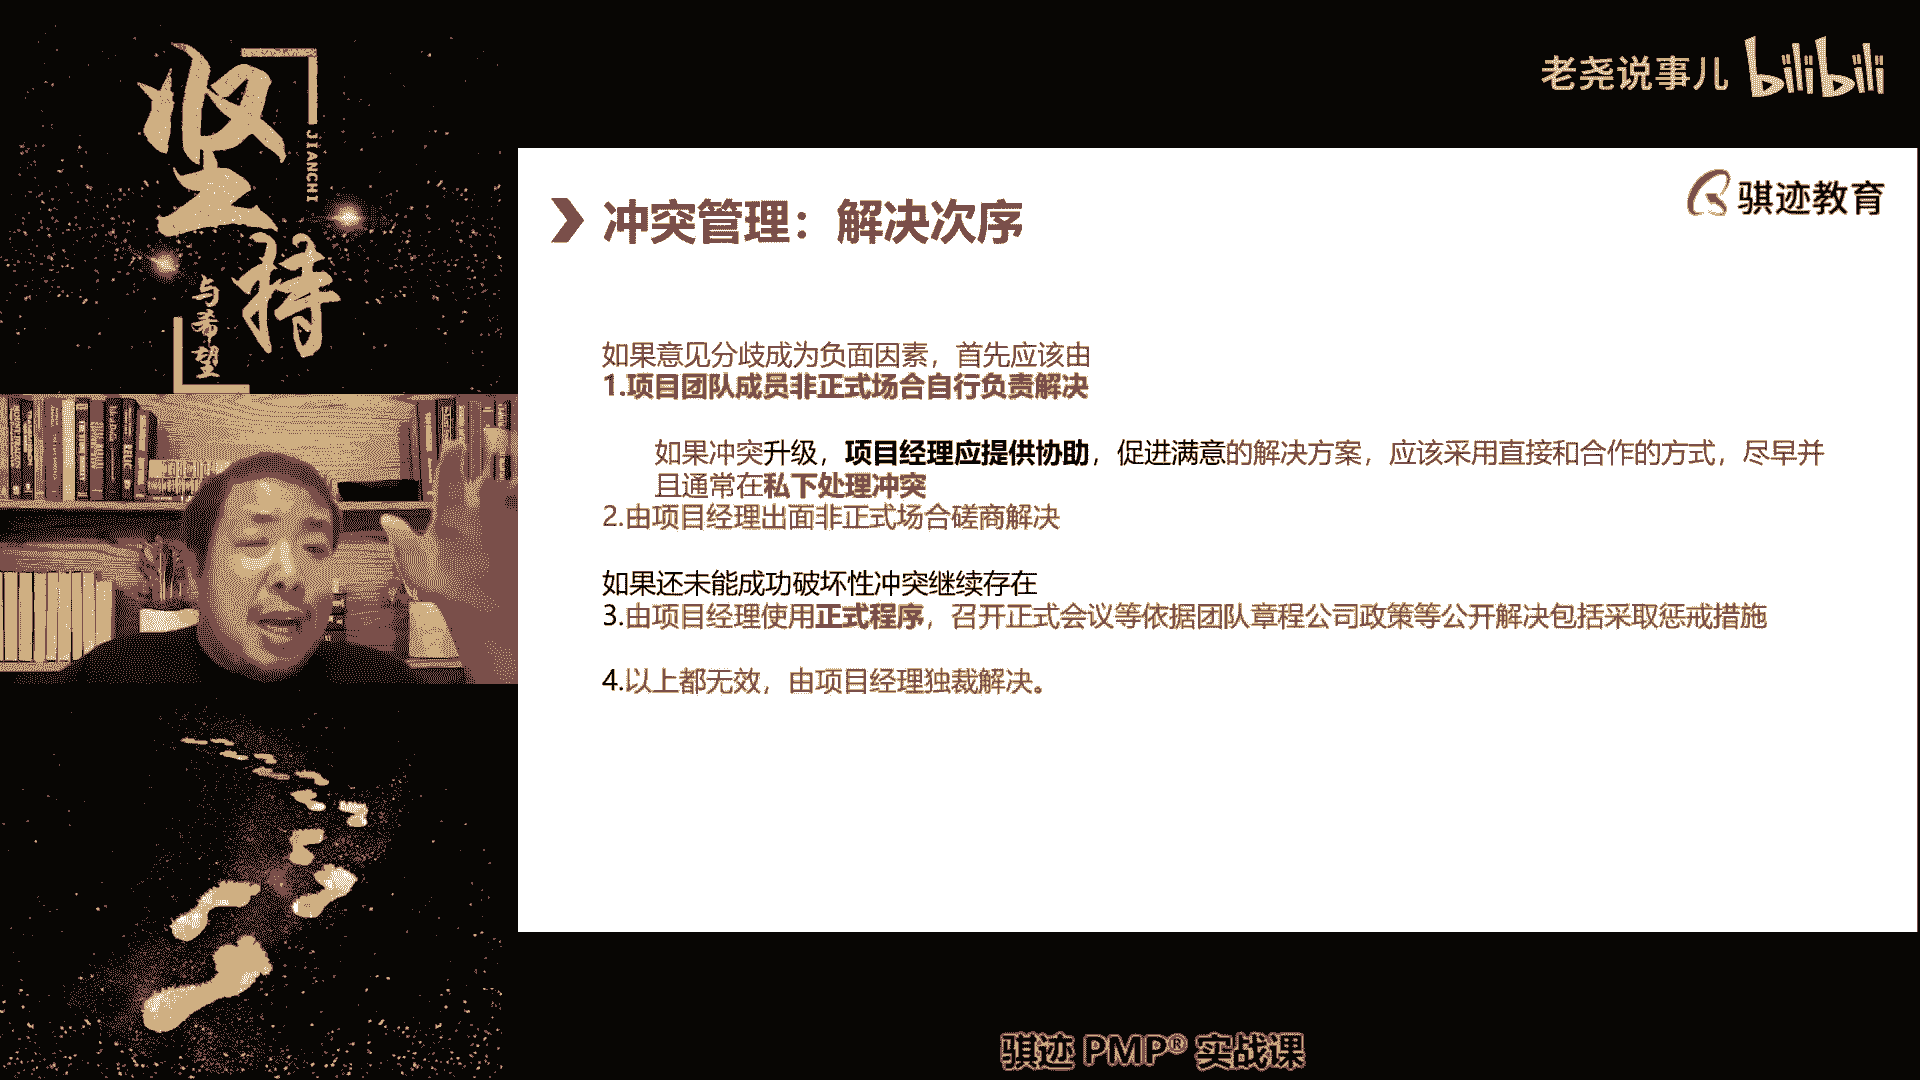 坚持
JIANCHI
与希望
老尧说事儿 bilibili
骐迹教育
冲突管理：解决次序
如果意见分歧成为负面因素，首先应该由
1.项目团队成员非正式场合自行负责解决
如果冲突升级，项目经理应提供协助，促进满意的解决方案，应该采用直接和合作的方式，尽早并
且通常在私下处理冲突
2.由项目经理出面非正式场合磋商解决
如果还未能成功破坏性冲突继续存在
3.由项目经理使用正式程序，召开正式会议等依据团队章程公司政策等公开解决包括采取惩戒措施
4.以上都无效，由项目经理独裁解决。
骐迹 PMP® 实战课